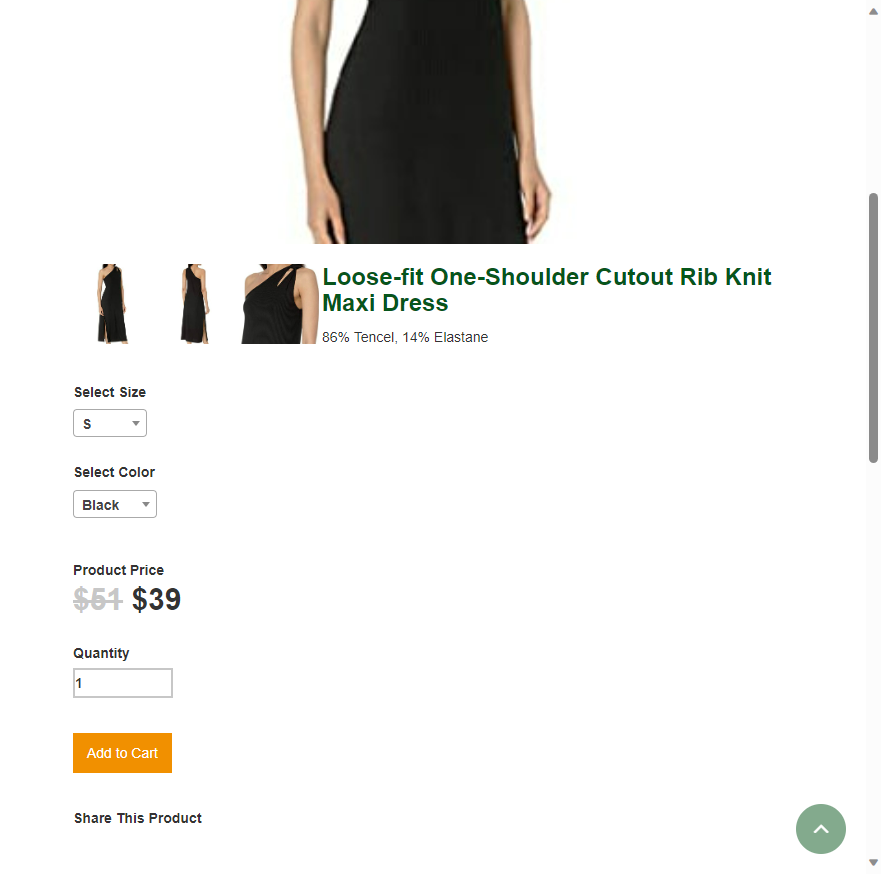 Loose-fit One-Shoulder Cutout Rib Knit
Maxi Dress
86% Tencel, 14% Elastane
Select Size
S
Select Color
Black
Product Price
$51 $39
Quantity
1
Add to Cart
Share This Product